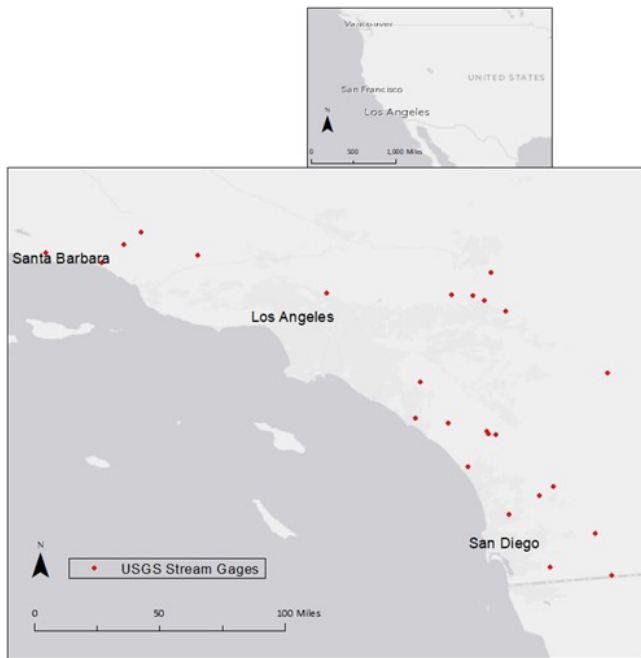 Vancouver
UNITED STATES
San Francisco
Los Angeles
N
0 500 1,000 Miles
Santa Barbara
Los Angeles
San Diego
N
USGS Stream Gages
0 50 100 Miles